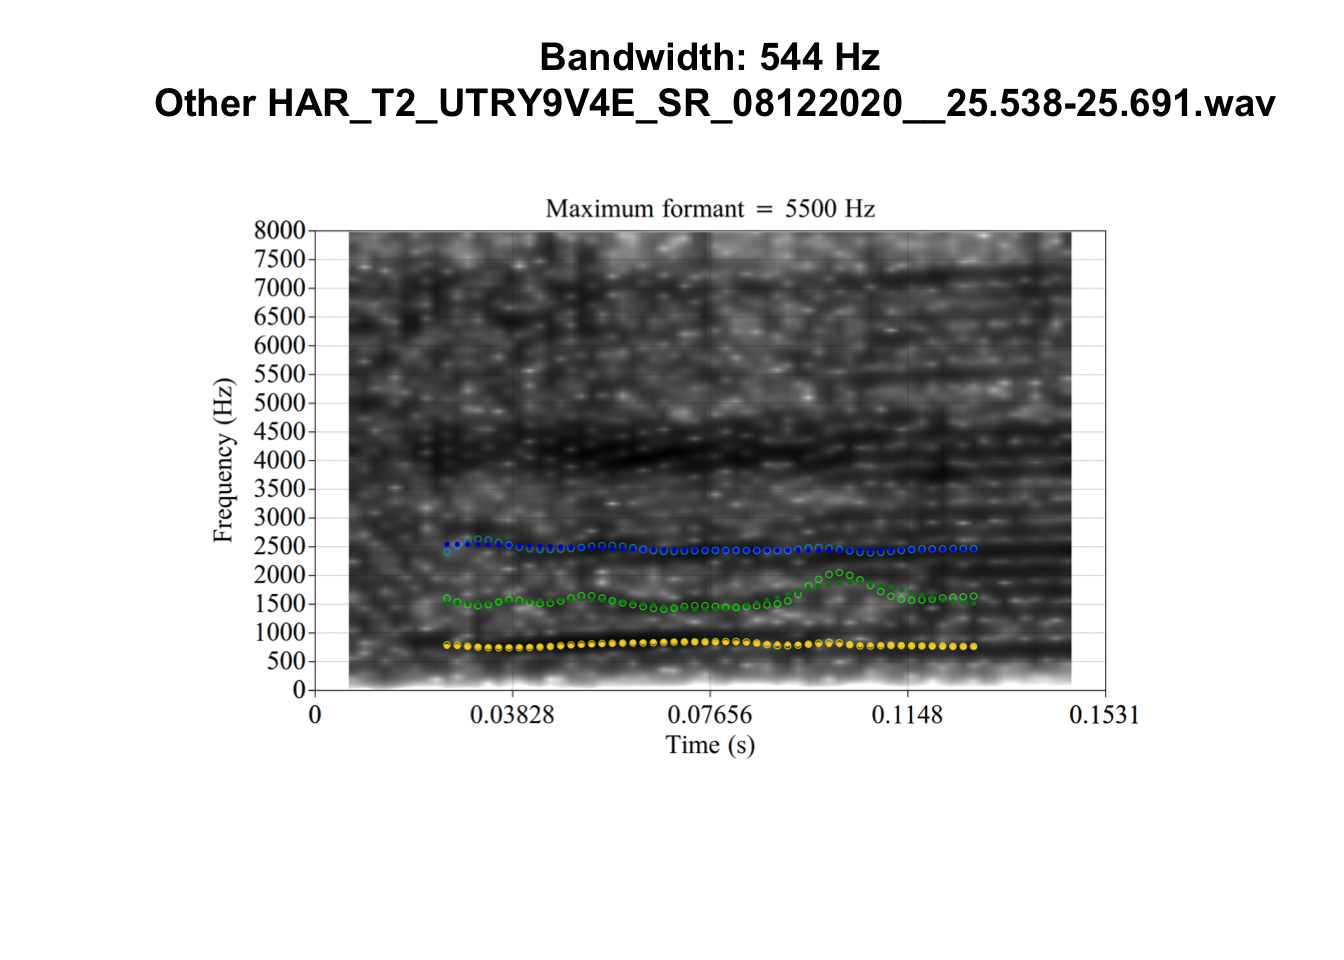 Bandwidth: 544 Hz
Other HAR_T2_UTRY9V4E_SR_08122020__25.538-25.691.wav
Maximum formant = 5500 Hz
8000
7500
7000
6500
6000
5500
5000
4500
4000
3500
3000
2500
2000
1500
1000
500
0
Frequency (Hz)
0 0.03828 0.07656 0.1148 0.1531
Time (s)